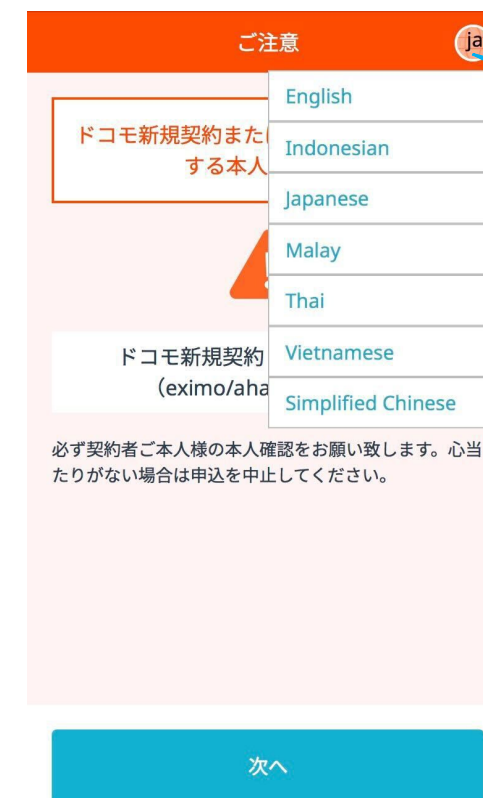 ご注意
ja
English
Indonesian
Japanese
Malay
Thai
Vietnamese
Simplified Chinese
ドコモ新規契約また
する本人
ドコモ新規契約
（eximo/aha
必ず契約者ご本人様の本人確認をお願い致します。心当
たりがない場合は申込を中止してください。
次へ